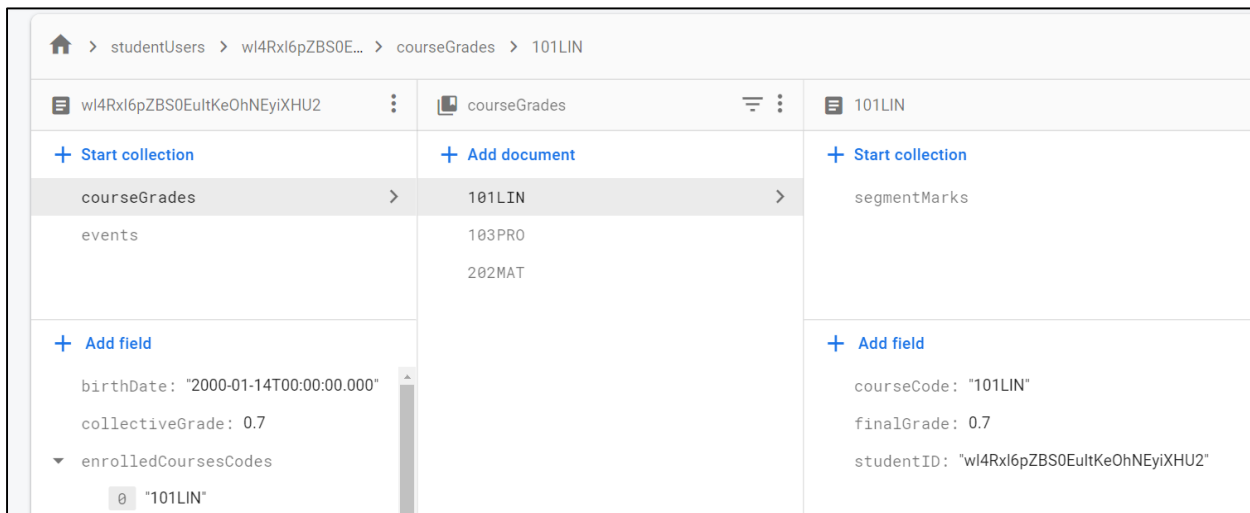 studentUsers > wl4Rxl6pZBS0E... > courseGrades > 101LIN
wl4Rxl6pZBS0EultKeOhNEyiXHU2
+ Start collection
courseGrades
events
+ Add field
birthDate: "2000-01-14T00:00:00.000"
collectiveGrade: 0.7
enrolledCoursesCodes
0 "101LIN"
courseGrades
+ Add document
101LIN
103PRO
202MAT
101LIN
+ Start collection
segmentMarks
+ Add field
courseCode: "101LIN"
finalGrade: 0.7
studentID: "wl4Rxl6pZBS0EultKeOhNEyiXHU2"